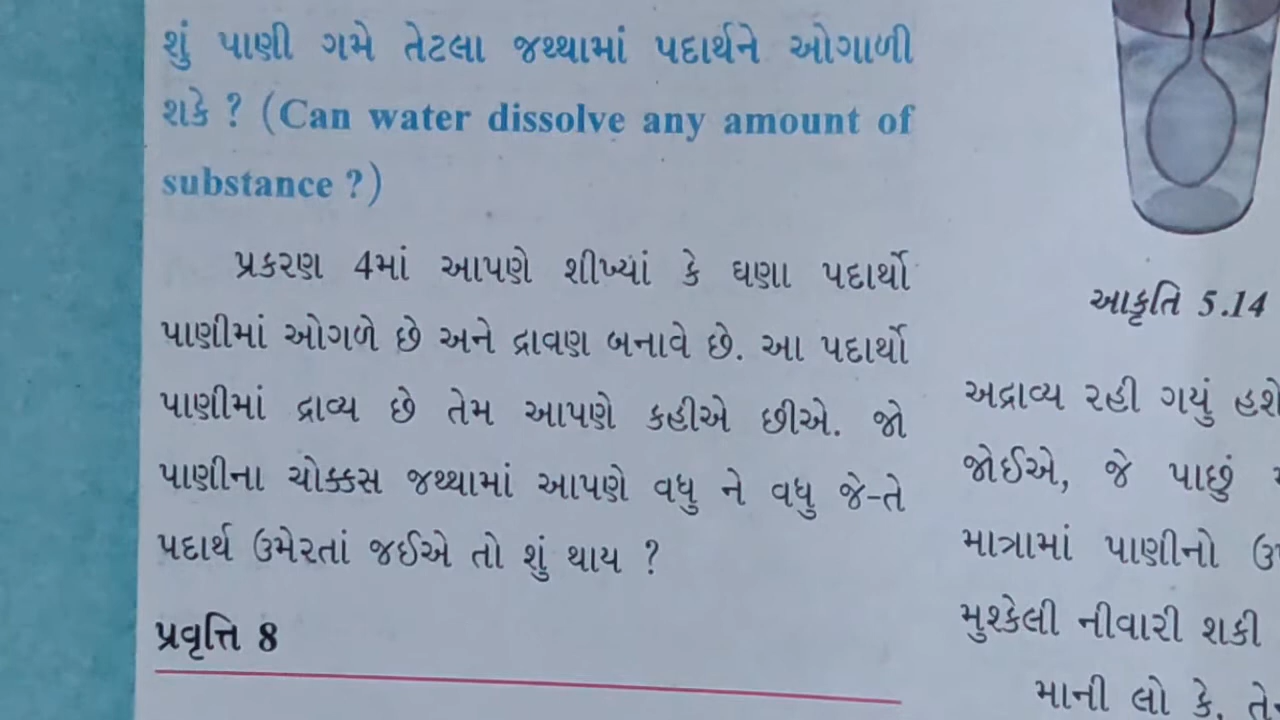 શું પાણી ગમે તેટલા જથ્થામાં પદાર્થને ઓગાળી
શકે ? (Can water dissolve any amount of
substance ?)
પ્રકરણ 4માં આપણે શીખ્યાં કે ઘણા પદાર્થો
પાણીમાં ઓગળે છે અને દ્રાવણ બનાવે છે. આ પદાર્થો
પાણીમાં દ્રાવ્ય છે તેમ આપણે કહીએ છીએ. જો
પાણીના ચોક્કસ જથ્થામાં આપણે વધુ ને વધુ જે-તે
પદાર્થ ઉમેરતાં જઈએ તો શું થાય ?
પ્રવૃત્તિ 8
આકૃતિ 5.14
અદ્રાવ્ય રહી ગયું હશે
જોઈએ, જે પાછું
માત્રામાં પાણીનો
મુશ્કેલી નીવારી શકી
માની લો કે,